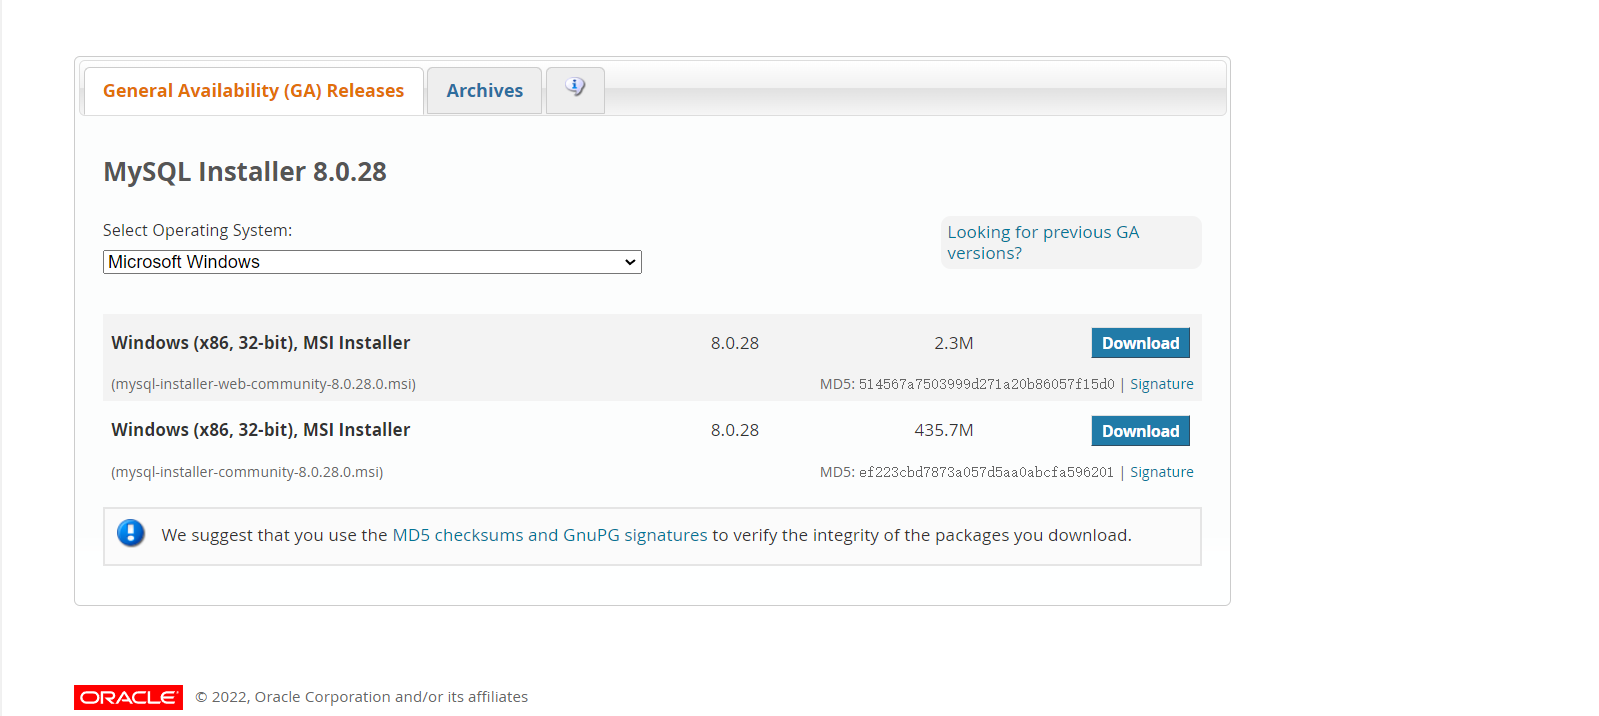 General Availability (GA) Releases
Archives
MySQL Installer 8.0.28
Select Operating System:
Looking for previous GA
versions?
Microsoft Windows
Windows (x86, 32-bit), MSI Installer 8.0.28 2.3M Download
(mysql-installer-web-community-8.0.28.0.msi) MD5: 514567a7503999d271a20b86057f15d0 | Signature
Windows (x86, 32-bit), MSI Installer 8.0.28 435.7M Download
(mysql-installer-community-8.0.28.0.msi) MD5: ef223cbd7873a057d5aa0abcfa596201 | Signature
We suggest that you use the MD5 checksums and GnuPG signatures to verify the integrity of the packages you download.
ORACLE © 2022, Oracle Corporation and/or its affiliates